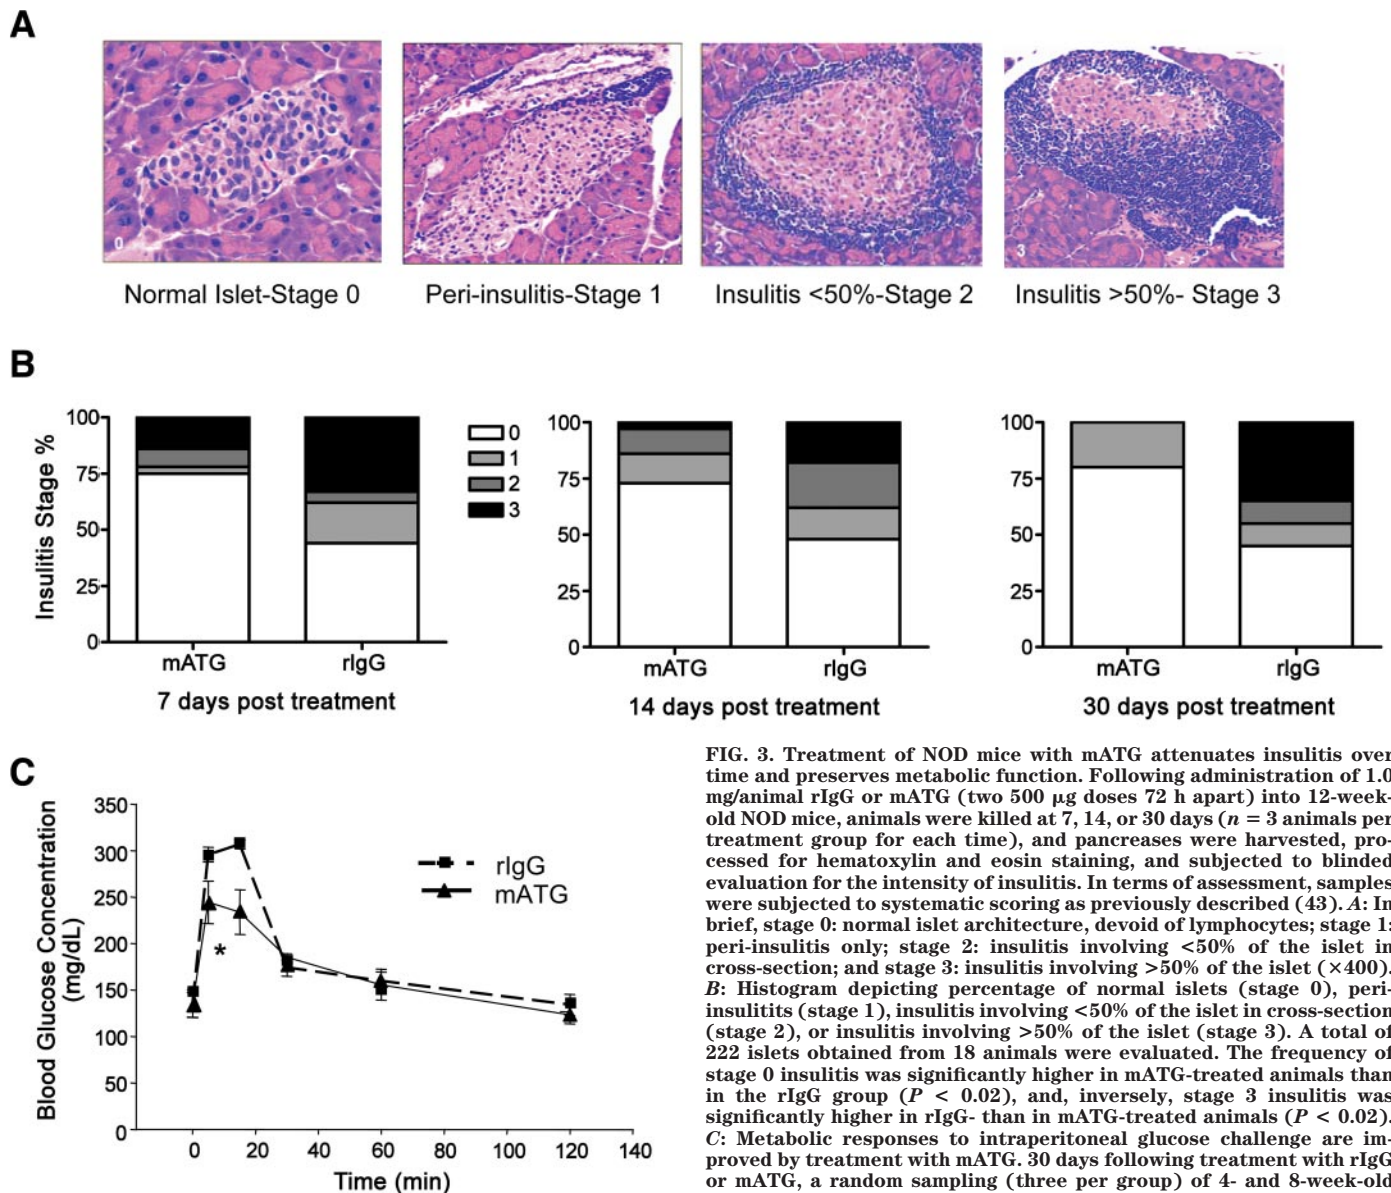 A
0
2
3
Normal Islet-Stage 0
Peri-insulitis-Stage 1
Insulitis <50%-Stage 2
Insulitis >50%- Stage 3
B
Insulitis Stage %
100
75
50
25
0
mATG
rIgG
7 days post treatment
0
1
2
3
100
75
50
25
0
mATG
rIgG
14 days post treatment
100
75
50
25
0
mATG
rIgG
30 days post treatment
C
Blood Glucose Concentration
(mg/dL)
350
300
250
200
150
100
50
0
*
rIgG
mATG
0
20
40
60
80
100
120
140
Time (min)
FIG. 3. Treatment of NOD mice with mATG attenuates insulitis over
time and preserves metabolic function. Following administration of 1.0
mg/animal rIgG or mATG (two 500 μg doses 72 h apart) into 12-week-
old NOD mice, animals were killed at 7, 14, or 30 days (n = 3 animals per
treatment group for each time), and pancreases were harvested, pro-
cessed for hematoxylin and eosin staining, and subjected to blinded
evaluation for the intensity of insulitis. In terms of assessment, samples
were subjected to systematic scoring as previously described (43). A: In
brief, stage 0: normal islet architecture, devoid of lymphocytes; stage 1:
peri-insulitis only; stage 2: insulitis involving <50% of the islet in
cross-section; and stage 3: insulitis involving >50% of the islet (×400).
B: Histogram depicting percentage of normal islets (stage 0), peri-
insulitits (stage 1), insulitis involving <50% of the islet in cross-section
(stage 2), or insulitis involving >50% of the islet (stage 3). A total of
222 islets obtained from 18 animals were evaluated. The frequency of
stage 0 insulitis was significantly higher in mATG-treated animals than
in the rIgG group (P < 0.02), and, inversely, stage 3 insulitis was
significantly higher in rIgG- than in mATG-treated animals (P < 0.02).
C: Metabolic responses to intraperitoneal glucose challenge are im-
proved by treatment with mATG. 30 days following treatment with rIgG
or mATG, a random sampling (three per group) of 4- and 8-week-old